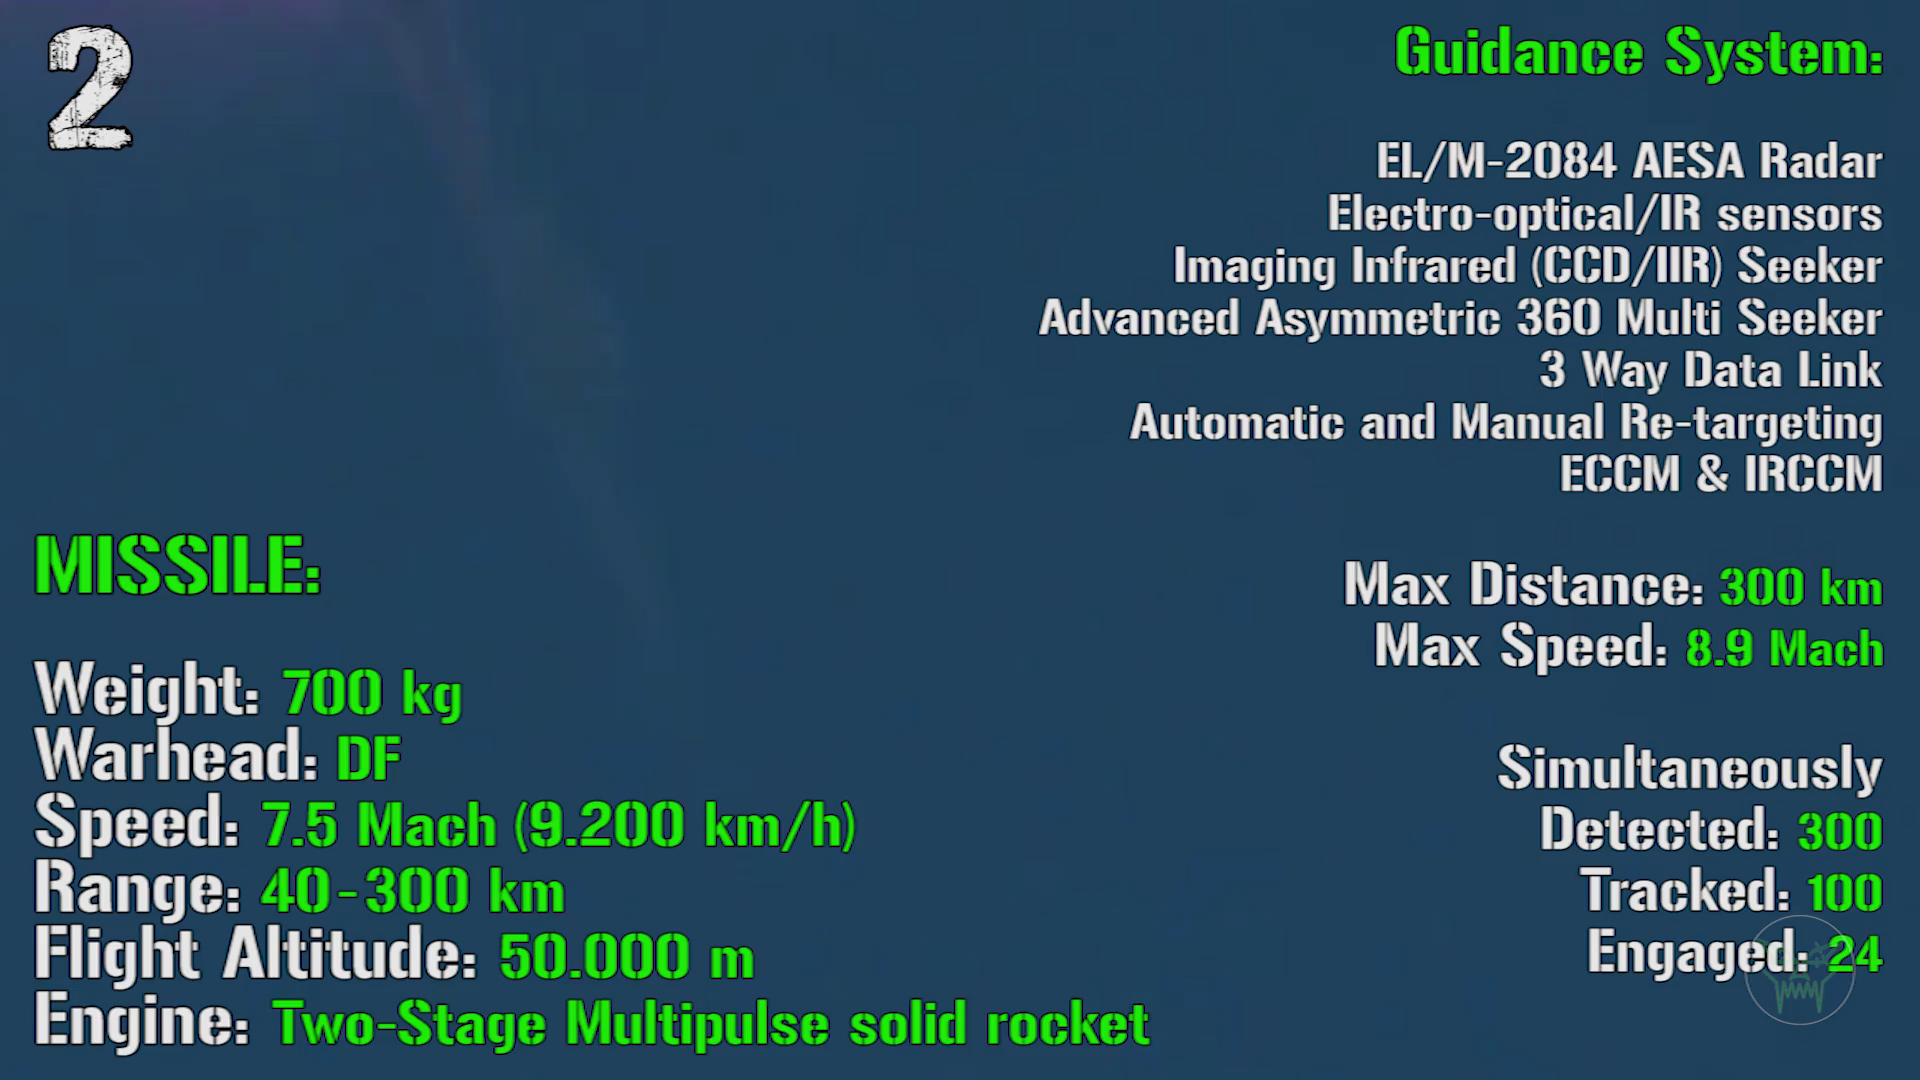 2
Guidance System:
EL/M-2084 AESA Radar
Electro-optical/IR sensors
Imaging Infrared (CCD/IIR) Seeker
Advanced Asymmetric 360 Multi Seeker
3 Way Data Link
Automatic and Manual Re-targeting
ECCM & IRCCM
MISSILE:
Weight: 700 kg
Warhead: DF
Speed: 7.5 Mach (9.200 km/h)
Range: 40-300 km
Flight Altitude: 50.000 m
Engine: Two-Stage Multipulse solid rocket
Max Distance: 300 km
Max Speed: 8.9 Mach
Simultaneously
Detected: 300
Tracked: 100
Engaged: 24